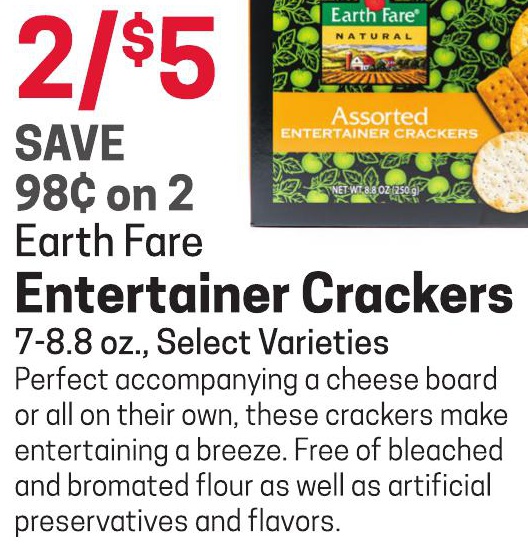 2/$5
SAVE
98¢ on 2
Earth Fare
Entertainer Crackers
7-8.8 oz., Select Varieties
Perfect accompanying a cheese board
or all on their own, these crackers make
entertaining a breeze. Free of bleached
and bromated flour as well as artificial
preservatives and flavors.
Earth Fare®
NATURAL
Assorted
ENTERTAINER CRACKERS
NET WT 8.8 OZ (250 g)